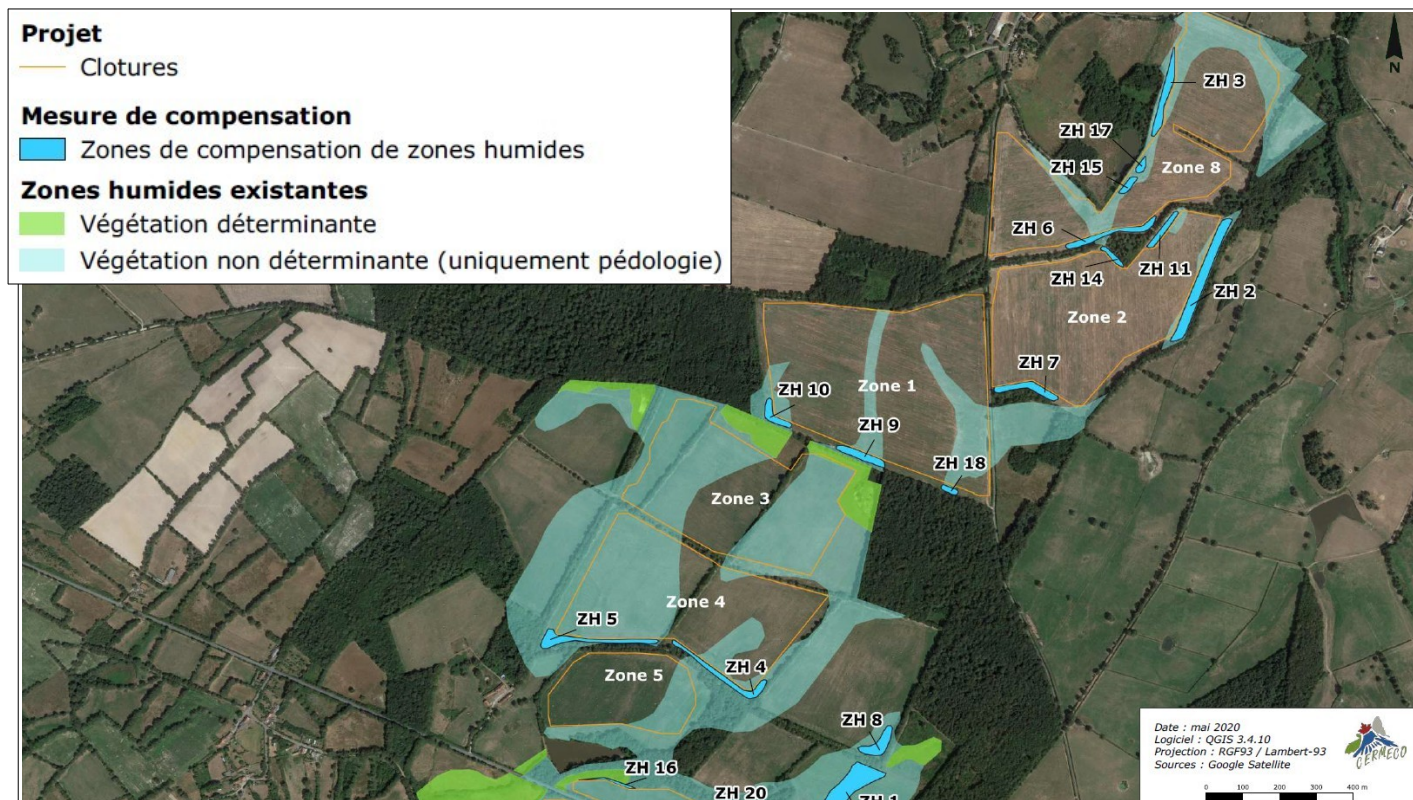 Projet
Clotures
Mesure de compensation
Zones de compensation de zones humides
Zones humides existantes
Végétation déterminante
Végétation non déterminante (uniquement pédologie)
N
ZH 3
ZH 17
ZH 15
Zone 8
ZH 6
ZH 14
ZH 11
ZH 2
Zone 2
ZH 7
Zone 1
ZH 10
ZH 9
ZH 18
Zone 3
Zone 4
ZH 5
ZH 4
Zone 5
ZH 8
ZH 16
ZH 20
ZH 1
Date : mai 2020
Logiciel : QGIS 3.4.10
Projection : RGF93 / Lambert-93
Sources : Google Satellite
CERMECO
0 100 200 300 400 m